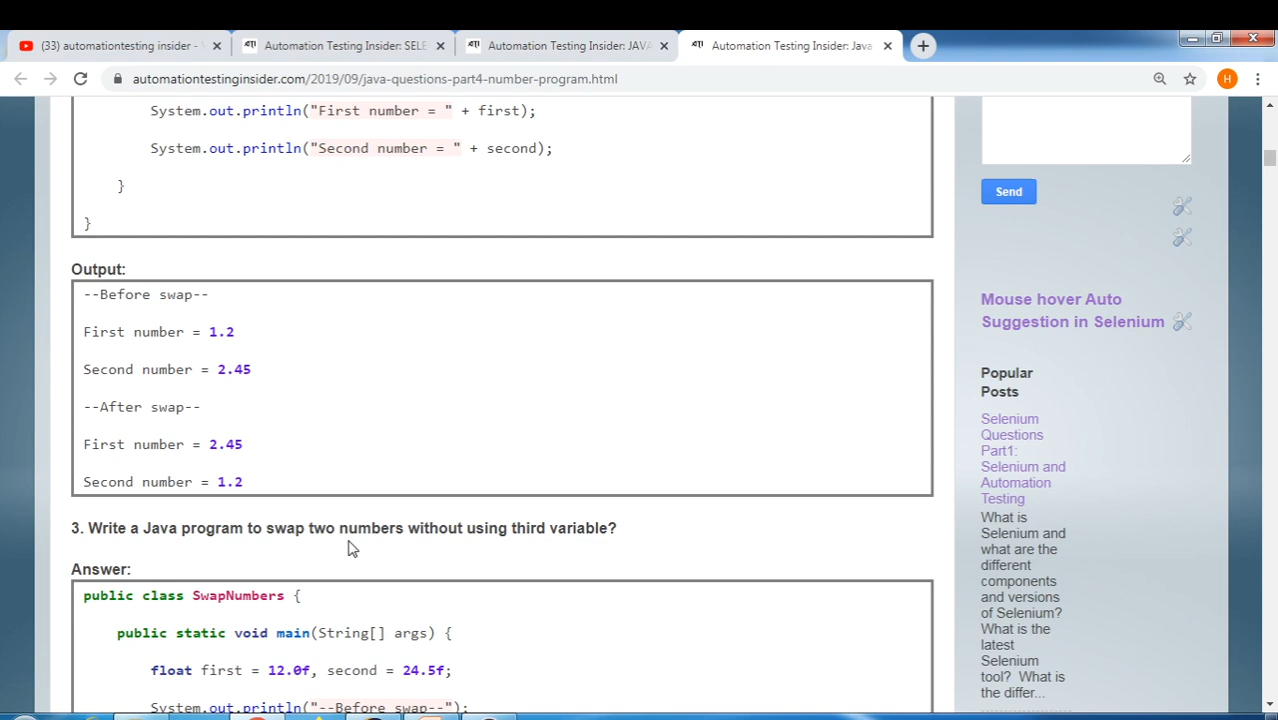 (33) automationtesting insider -
Automation Testing Insider: SELE
Automation Testing Insider: JAVA
Automation Testing Insider: Java
automationtestinginsider.com/2019/09/java-questions-part4-number-program.html
H
System.out.println("First number = " + first);
System.out.println("Second number = " + second);
}
}
Output:
--Before swap--
First number = 1.2
Second number = 2.45
--After swap--
First number = 2.45
Second number = 1.2
3. Write a Java program to swap two numbers without using third variable?
Answer:
public class SwapNumbers {
public static void main(String[] args) {
float first = 12.0f, second = 24.5f;
System.out.println("--Before swap--");
Send
Mouse hover Auto
Suggestion in Selenium
Popular
Posts
Selenium
Questions
Part1:
Selenium and
Automation
Testing
What is
Selenium and
what are the
different
components
and versions
of Selenium?
What is the
latest
Selenium
tool? What is
the differ...